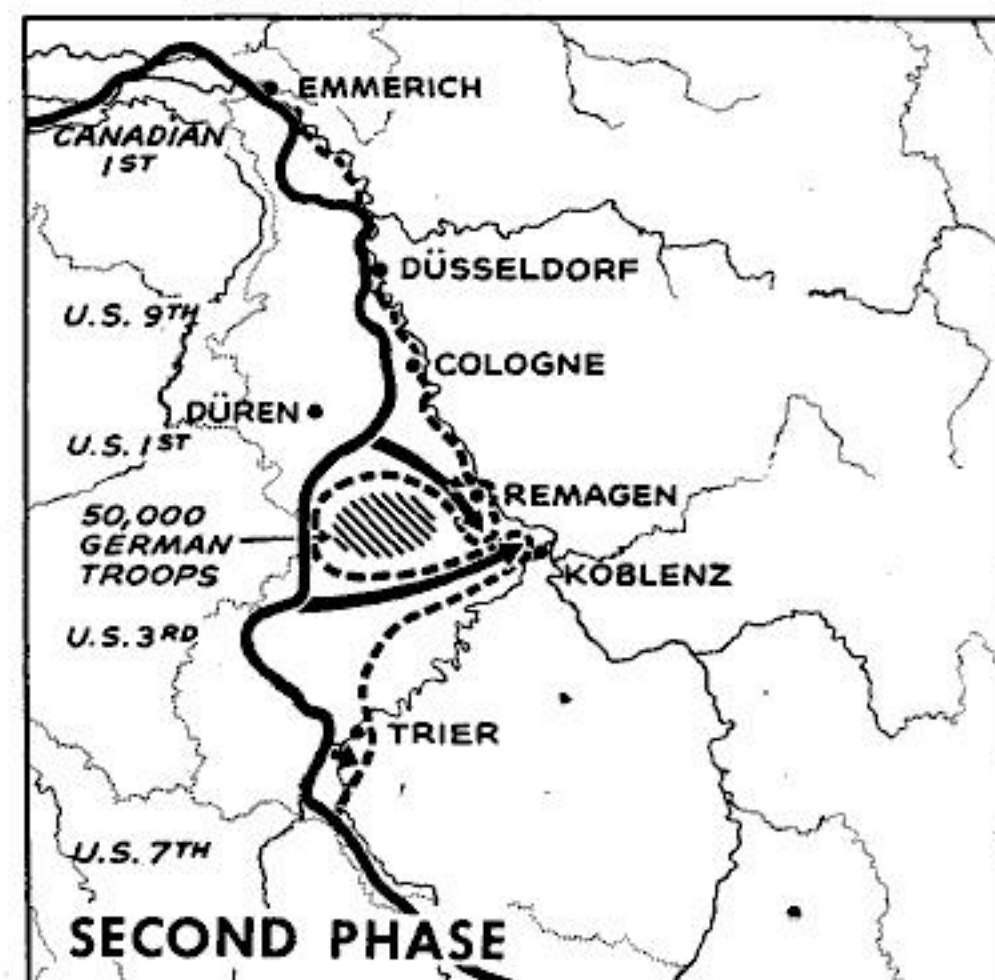 EMMERICH
CANADIAN
1ST
DÜSSELDORF
U.S. 9TH
COLOGNE
DÜREN
U.S. 1ST
REMAGEN
50,000
GERMAN
TROOPS
KOBLENZ
U.S. 3RD
TRIER
U.S. 7TH
SECOND PHASE